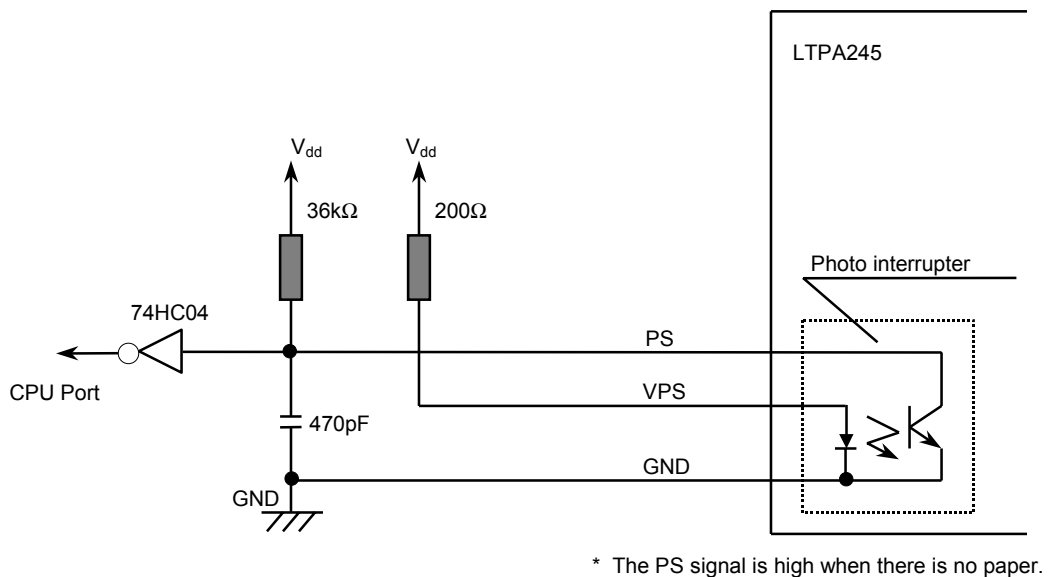 LTPA245
Vdd
Vdd
36kΩ
200Ω
Photo interrupter
74HC04
PS
CPU Port
VPS
470pF
GND
GND
* The PS signal is high when there is no paper.